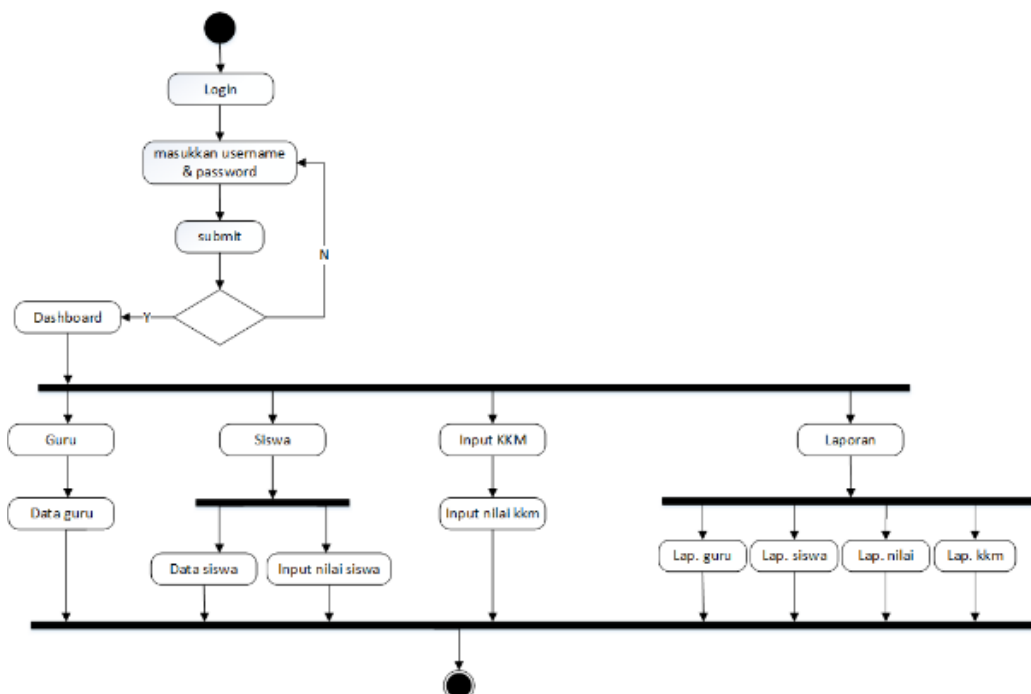 Login
masukkan username
& password
submit
N
Dashboard
Y
Guru
Siswa
Input KKM
Laporan
Data guru
Input nilai kkm
Data siswa
Input nilai siswa
Lap. guru
Lap. siswa
Lap. nilai
Lap. kkm